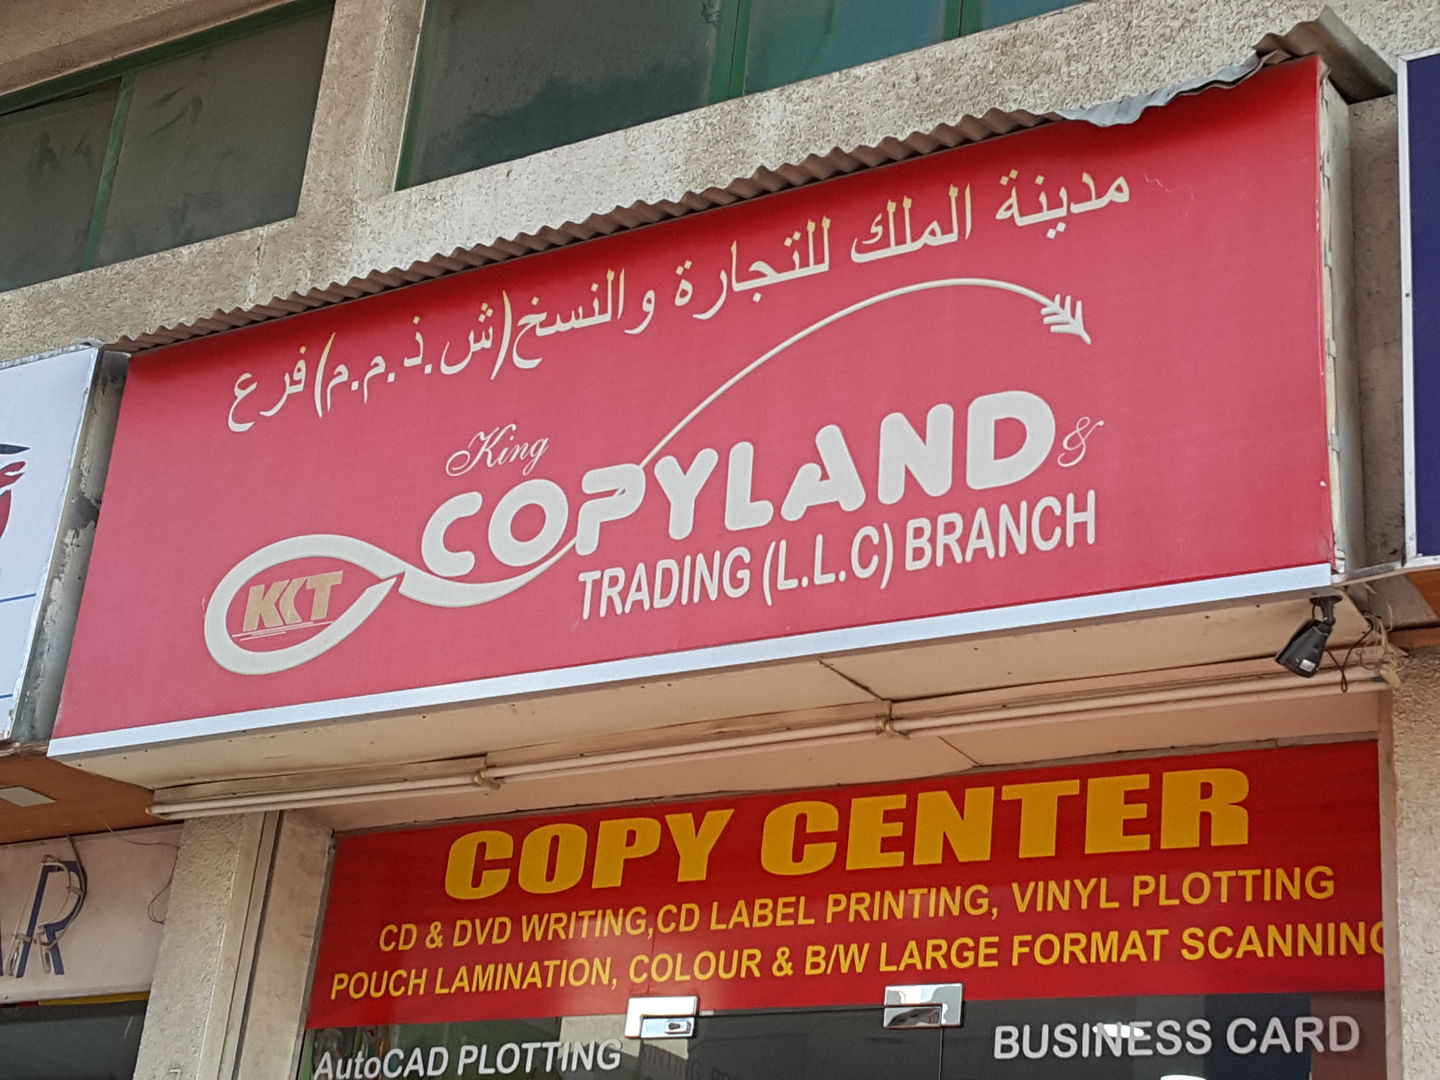 مدينة الملك للتجارة والنسخ(ش.ذ.م.م)فرع
King
COPYLAND &
KCT
TRADING (L.L.C) BRANCH
COPY CENTER
CD & DVD WRITING,CD LABEL PRINTING, VINYL PLOTTING
POUCH LAMINATION, COLOUR & B/W LARGE FORMAT SCANNING
AutoCAD PLOTTING
BUSINESS CARD